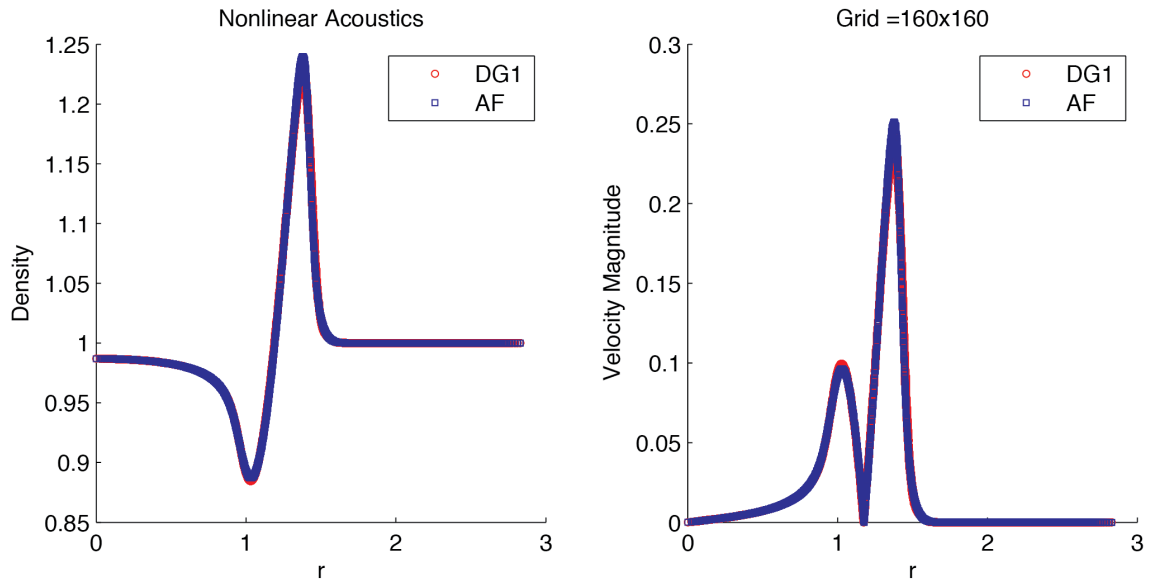 Nonlinear Acoustics
1.25
1.2
1.15
1.1
1.05
1
0.95
0.9
0.85
Density
0
1
2
3
r
DG1
AF
Grid =160x160
0.3
0.25
0.2
0.15
0.1
0.05
0
Velocity Magnitude
0
1
2
3
r
DG1
AF